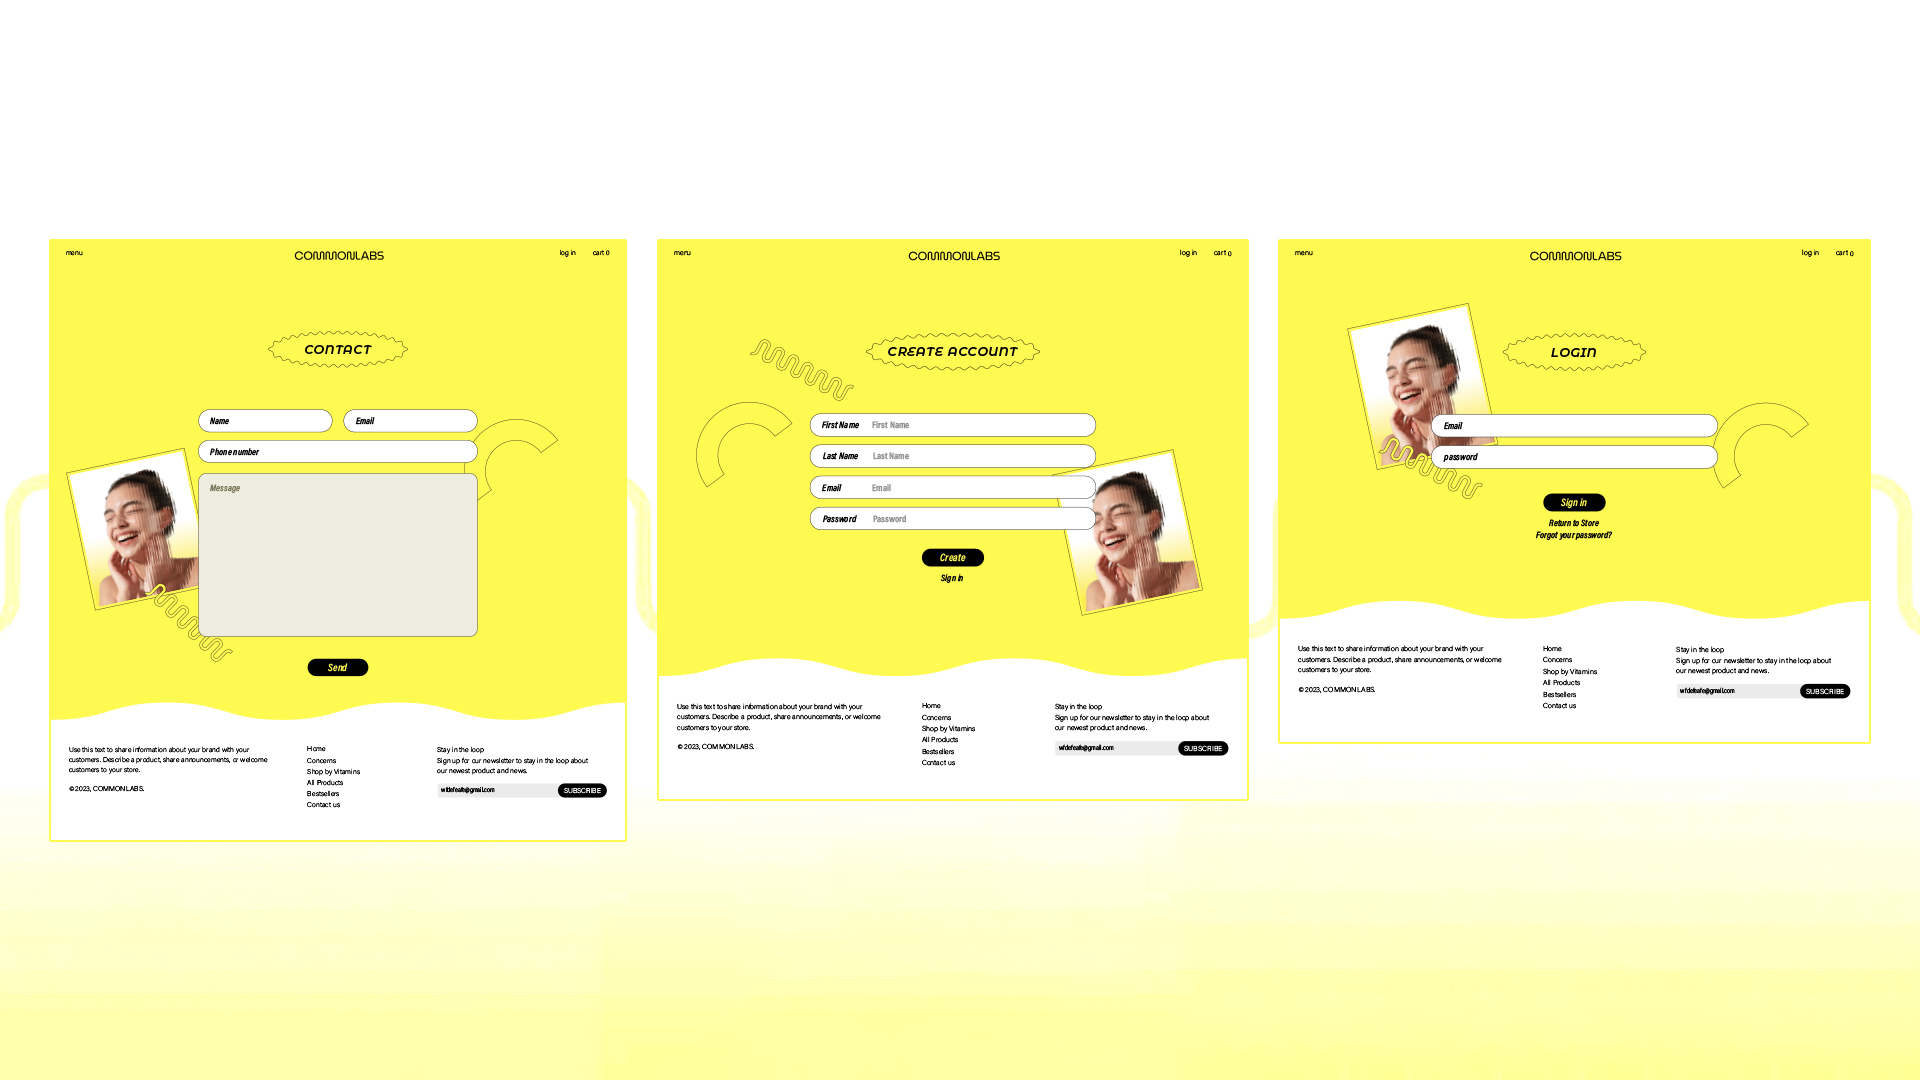 menu
COMMONLABS
log in
cart 0
CONTACT
Name
Email
Phone number
Message
Send
Use this text to share information about your brand with your
customers. Describe a product, share announcements, or welcome
customers to your store.
© 2023, COMMONLABS.
Home
Concerns
Shop by Vitamins
All Products
Bestsellers
Contact us
Stay in the loop
Sign up for our newsletter to stay in the loop about
our newest product and news.
wfdefeafe@gmail.com
SUBSCRIBE
menu
COMMONLABS
log in
cart 0
CREATE ACCOUNT
First Name First Name
Last Name Last Name
Email Email
Password Password
Create
Sign in
Use this text to share information about your brand with your
customers. Describe a product, share announcements, or welcome
customers to your store.
© 2023, COMMONLABS.
Home
Concerns
Shop by Vitamins
All Products
Bestsellers
Contact us
Stay in the loop
Sign up for our newsletter to stay in the loop about
our newest product and news.
wfdefeafe@gmail.com
SUBSCRIBE
menu
COMMONLABS
log in
cart 0
LOGIN
Email
password
Sign in
Return to Store
Forgot your password?
Use this text to share information about your brand with your
customers. Describe a product, share announcements, or welcome
customers to your store.
© 2023, COMMONLABS.
Home
Concerns
Shop by Vitamins
All Products
Bestsellers
Contact us
Stay in the loop
Sign up for our newsletter to stay in the loop about
our newest product and news.
wfdefeafe@gmail.com
SUBSCRIBE